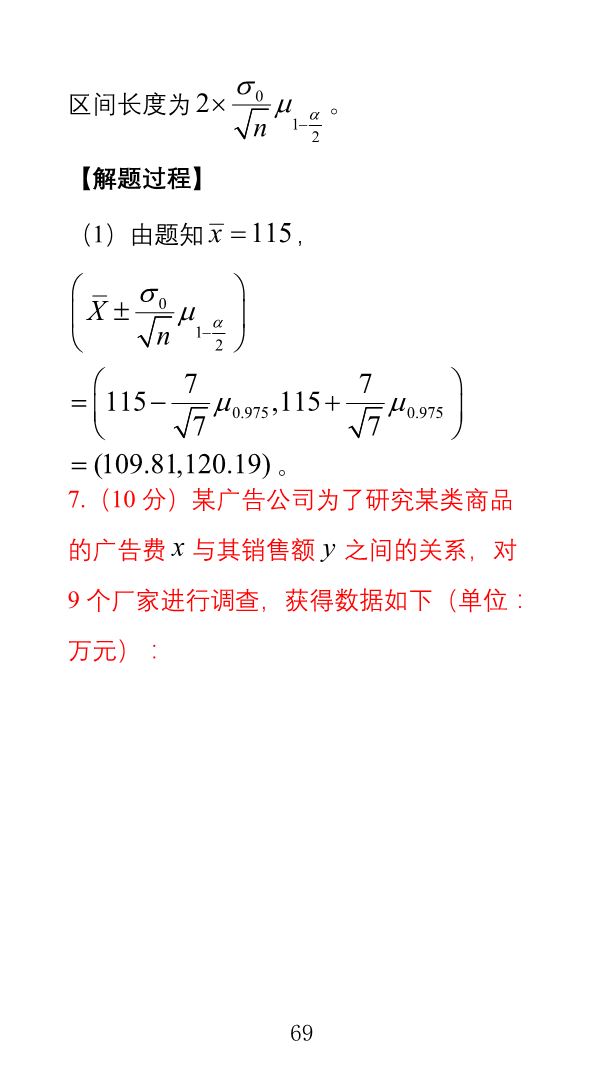 区间长度为 $2\times\frac{\sigma_0}{\sqrt{n}}\mu_{1-\frac{\alpha}{2}}$ 。
【解题过程】
（1）由题知 $\overline{x}=115$，
$\left(\overline{X}\pm\frac{\sigma_0}{\sqrt{n}}\mu_{1-\frac{\alpha}{2}}\right)$
$=\left(115-\frac{7}{\sqrt{7}}\mu_{0.975},115+\frac{7}{\sqrt{7}}\mu_{0.975}\right)$
$=(109.81,120.19)$。
7.（10 分）某广告公司为了研究某类商品
的广告费 $x$ 与其销售额 $y$ 之间的关系，对
9 个厂家进行调查，获得数据如下（单位：
万元）：
69